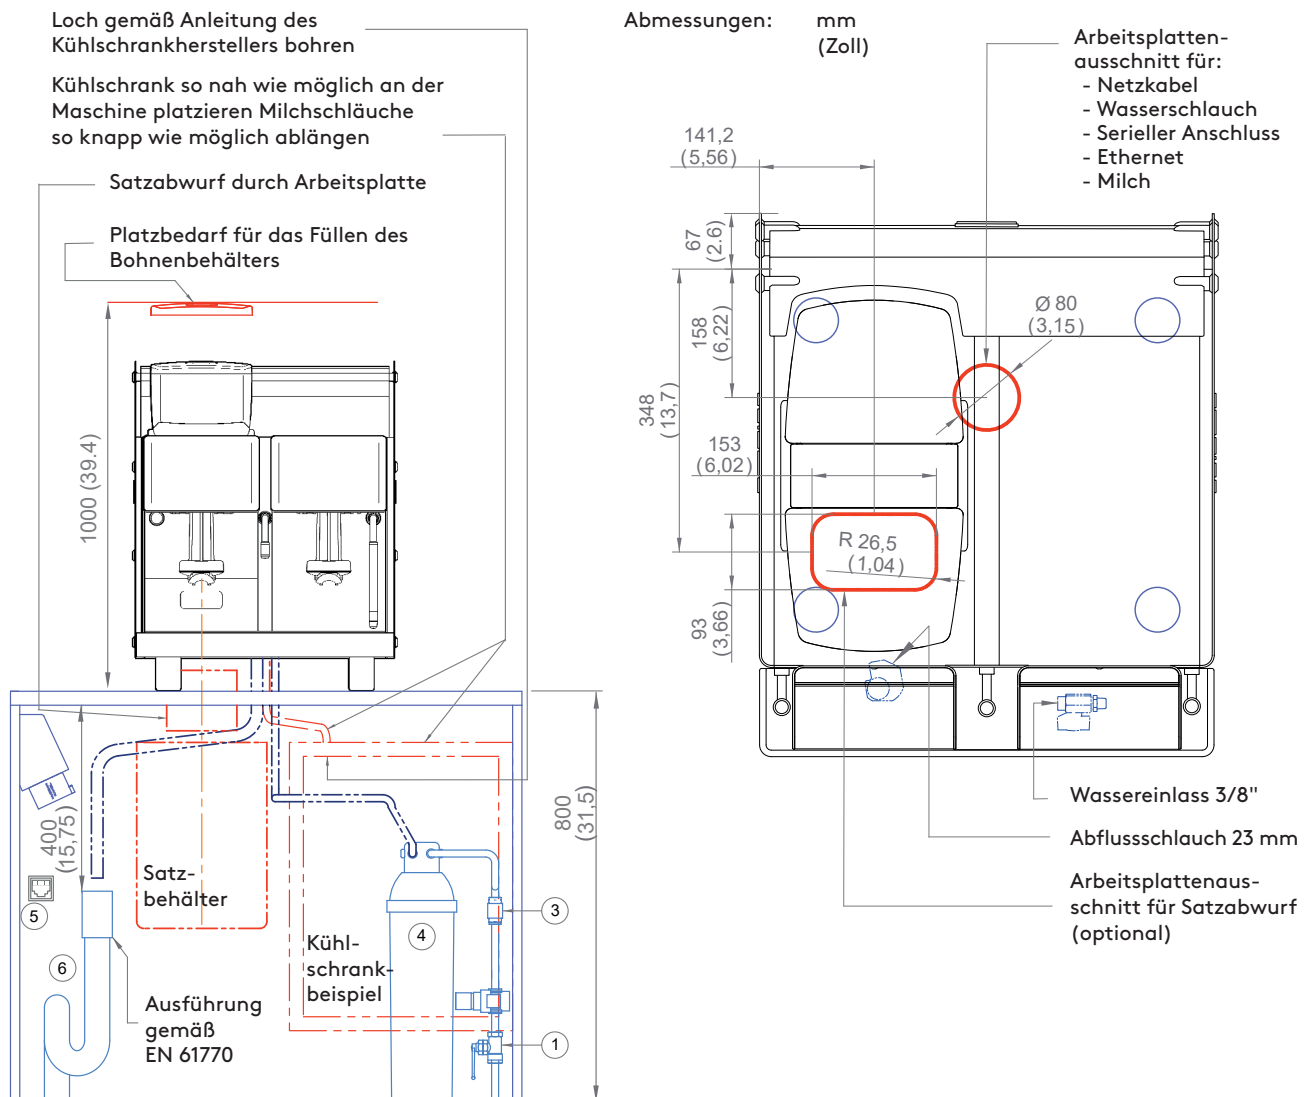 Loch gemäß Anleitung des
Kühlschrankherstellers bohren
Kühlschrank so nah wie möglich an der
Maschine platzieren Milchschläuche
so knapp wie möglich ablängen
Satzabwurf durch Arbeitsplatte
Platzbedarf für das Füllen des
Bohnenbehälters
1000 (39.4)
400
(15,75)
800
(31,5)
Satz-
behälter
Kühl-
schrank-
beispiel
5
6
4
3
1
Ausführung
gemäß
EN 61770
Abmessungen: mm
(Zoll)
Arbeitsplatten-
ausschnitt für:
- Netzkabel
- Wasserschlauch
- Serieller Anschluss
- Ethernet
- Milch
141,2
(5,56)
67
(2.6)
158
(6,22)
348
(13,7)
Ø 80
(3,15)
153
(6,02)
R 26,5
(1,04)
93
(3,66)
Wassereinlass 3/8"
Abflussschlauch 23 mm
Arbeitsplattenaus-
schnitt für Satzabwurf
(optional)